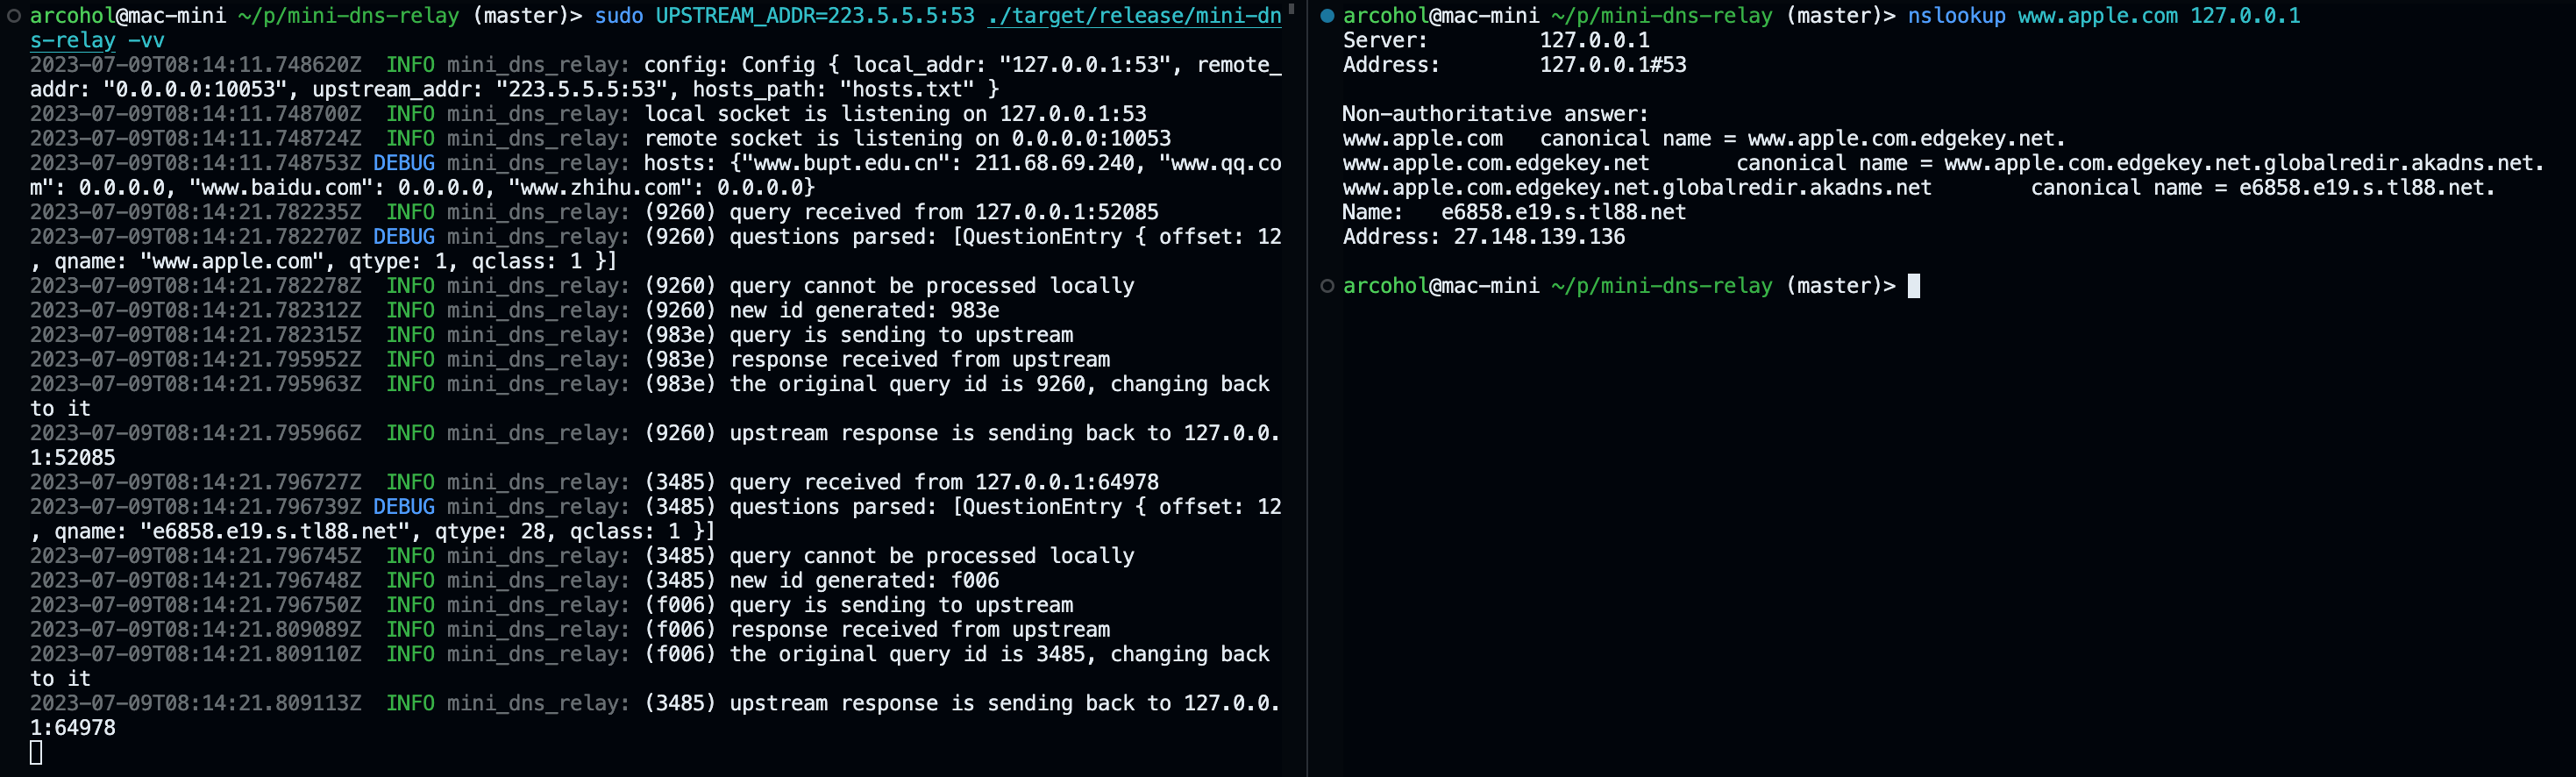 arcohol@mac-mini ~/p/mini-dns-relay (master)> sudo UPSTREAM_ADDR=223.5.5.5:53 ./target/release/mini-dn
s-relay -vv
2023-07-09T08:14:11.748620Z  INFO mini_dns_relay: config: Config { local_addr: "127.0.0.1:53", remote_
addr: "0.0.0.0:10053", upstream_addr: "223.5.5.5:53", hosts_path: "hosts.txt" }
2023-07-09T08:14:11.748700Z  INFO mini_dns_relay: local socket is listening on 127.0.0.1:53
2023-07-09T08:14:11.748724Z  INFO mini_dns_relay: remote socket is listening on 0.0.0.0:10053
2023-07-09T08:14:11.748753Z DEBUG mini_dns_relay: hosts: {"www.bupt.edu.cn": 211.68.69.240, "www.qq.co
m": 0.0.0.0, "www.baidu.com": 0.0.0.0, "www.zhihu.com": 0.0.0.0}
2023-07-09T08:14:21.782235Z  INFO mini_dns_relay: (9260) query received from 127.0.0.1:52085
2023-07-09T08:14:21.782270Z DEBUG mini_dns_relay: (9260) questions parsed: [QuestionEntry { offset: 12
, qname: "www.apple.com", qtype: 1, qclass: 1 }]
2023-07-09T08:14:21.782278Z  INFO mini_dns_relay: (9260) query cannot be processed locally
2023-07-09T08:14:21.782312Z  INFO mini_dns_relay: (9260) new id generated: 983e
2023-07-09T08:14:21.782315Z  INFO mini_dns_relay: (983e) query is sending to upstream
2023-07-09T08:14:21.795952Z  INFO mini_dns_relay: (983e) response received from upstream
2023-07-09T08:14:21.795963Z  INFO mini_dns_relay: (983e) the original query id is 9260, changing back
to it
2023-07-09T08:14:21.795966Z  INFO mini_dns_relay: (9260) upstream response is sending back to 127.0.0.
1:52085
2023-07-09T08:14:21.796727Z  INFO mini_dns_relay: (3485) query received from 127.0.0.1:64978
2023-07-09T08:14:21.796739Z DEBUG mini_dns_relay: (3485) questions parsed: [QuestionEntry { offset: 12
, qname: "e6858.e19.s.tl88.net", qtype: 28, qclass: 1 }]
2023-07-09T08:14:21.796745Z  INFO mini_dns_relay: (3485) query cannot be processed locally
2023-07-09T08:14:21.796748Z  INFO mini_dns_relay: (3485) new id generated: f006
2023-07-09T08:14:21.796750Z  INFO mini_dns_relay: (f006) query is sending to upstream
2023-07-09T08:14:21.809089Z  INFO mini_dns_relay: (f006) response received from upstream
2023-07-09T08:14:21.809110Z  INFO mini_dns_relay: (f006) the original query id is 3485, changing back
to it
2023-07-09T08:14:21.809113Z  INFO mini_dns_relay: (3485) upstream response is sending back to 127.0.0.
1:64978
arcohol@mac-mini ~/p/mini-dns-relay (master)> nslookup www.apple.com 127.0.0.1
Server:         127.0.0.1
Address:        127.0.0.1#53
Non-authoritative answer:
www.apple.com   canonical name = www.apple.com.edgekey.net.
www.apple.com.edgekey.net       canonical name = www.apple.com.edgekey.net.globalredir.akadns.net.
www.apple.com.edgekey.net.globalredir.akadns.net        canonical name = e6858.e19.s.tl88.net.
Name:   e6858.e19.s.tl88.net
Address: 27.148.139.136
arcohol@mac-mini ~/p/mini-dns-relay (master)>